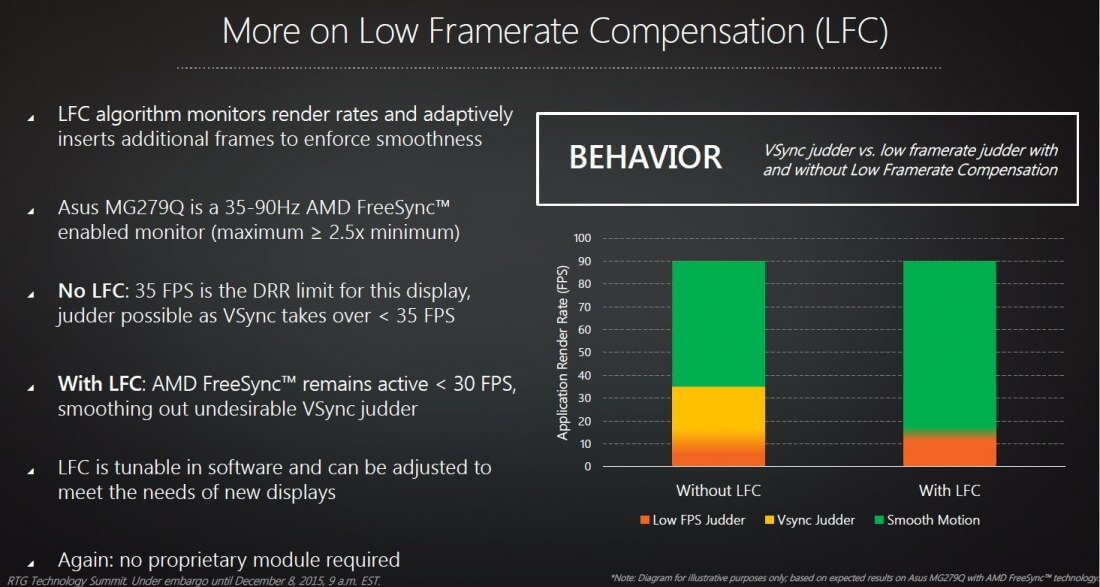 More on Low Framerate Compensation (LFC)
LFC algorithm monitors render rates and adaptively
inserts additional frames to enforce smoothness
Asus MG279Q is a 35-90Hz AMD FreeSync™
enabled monitor (maximum ≥ 2.5x minimum)
No LFC: 35 FPS is the DRR limit for this display,
judder possible as VSync takes over < 35 FPS
With LFC: AMD FreeSync™ remains active < 30 FPS,
smoothing out undesirable VSync judder
LFC is tunable in software and can be adjusted to
meet the needs of new displays
Again: no proprietary module required
RTG Technology Summit. Under embargo until December 8, 2015, 9 a.m. EST.
BEHAVIOR
VSync judder vs. low framerate judder with
and without Low Framerate Compensation
Application Render Rate (FPS)
100
90
80
70
60
50
40
30
20
10
0
Without LFC
With LFC
Low FPS Judder
Vsync Judder
Smooth Motion
*Note: Diagram for illustrative purposes only; based on expected results on Asus MG279Q with AMD FreeSync™ technology